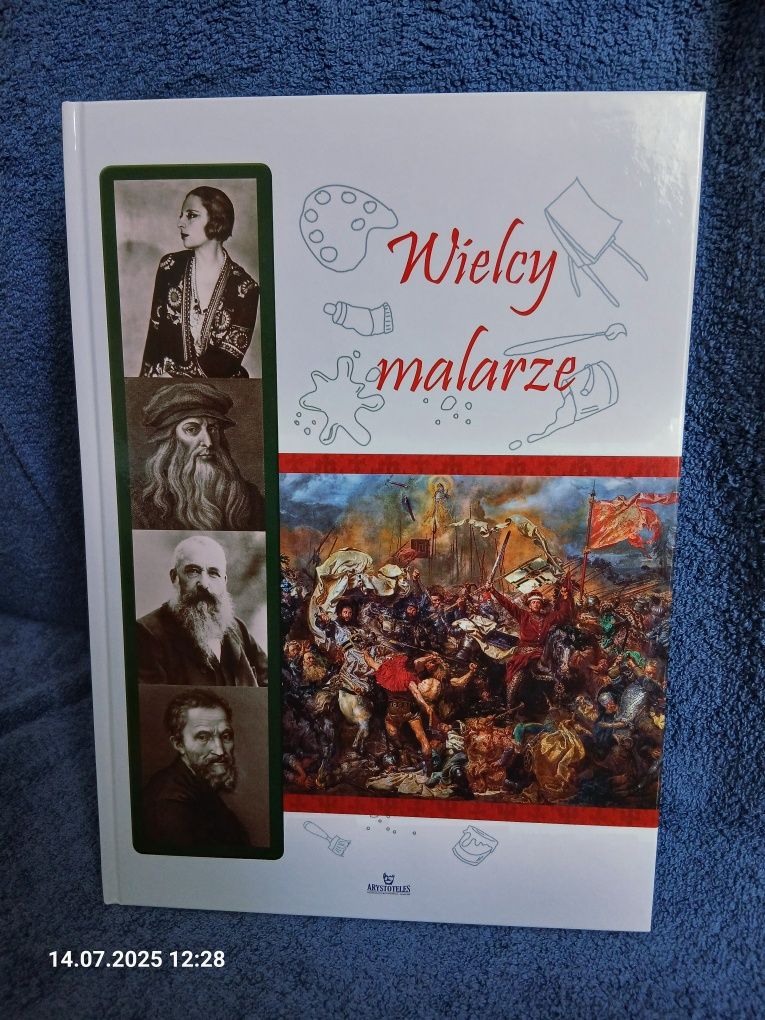 Wielcy
malarze
ARYSTOTELES
14.07.2025 12:28